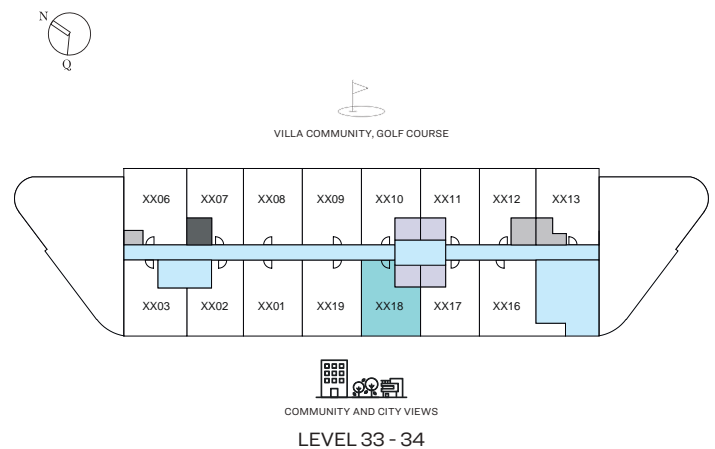 N
Q
VILLA COMMUNITY, GOLF COURSE
XX06 XX07 XX08 XX09 XX10 XX11 XX12 XX13
XX03 XX02 XX01 XX19 XX18 XX17 XX16
COMMUNITY AND CITY VIEWS
LEVEL 33 - 34